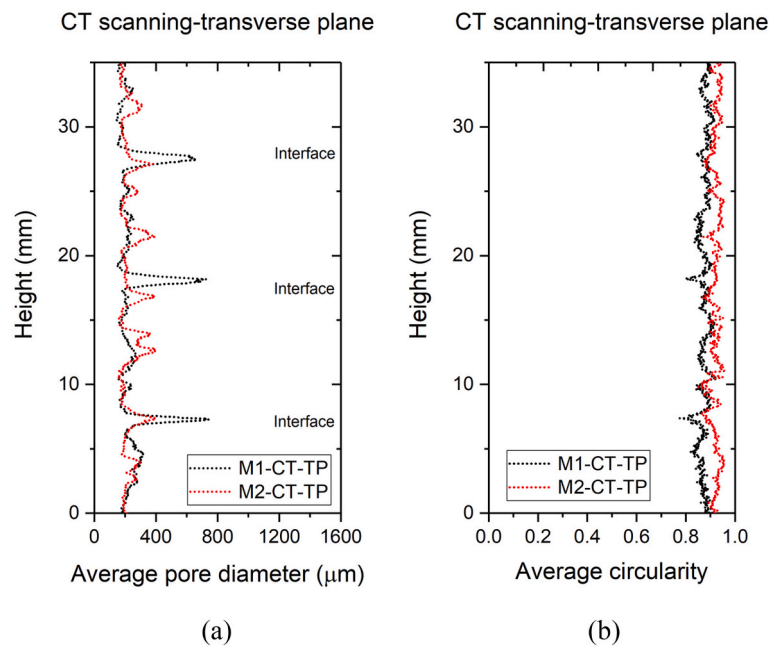 CT scanning-transverse plane
Height (mm)
30
20
10
0
Interface
Interface
Interface
M1-CT-TP
M2-CT-TP
0 400 800 1200 1600
Average pore diameter (μm)
(a)
CT scanning-transverse plane
Height (mm)
30
20
10
0
M1-CT-TP
M2-CT-TP
0.0 0.2 0.4 0.6 0.8 1.0
Average circularity
(b)